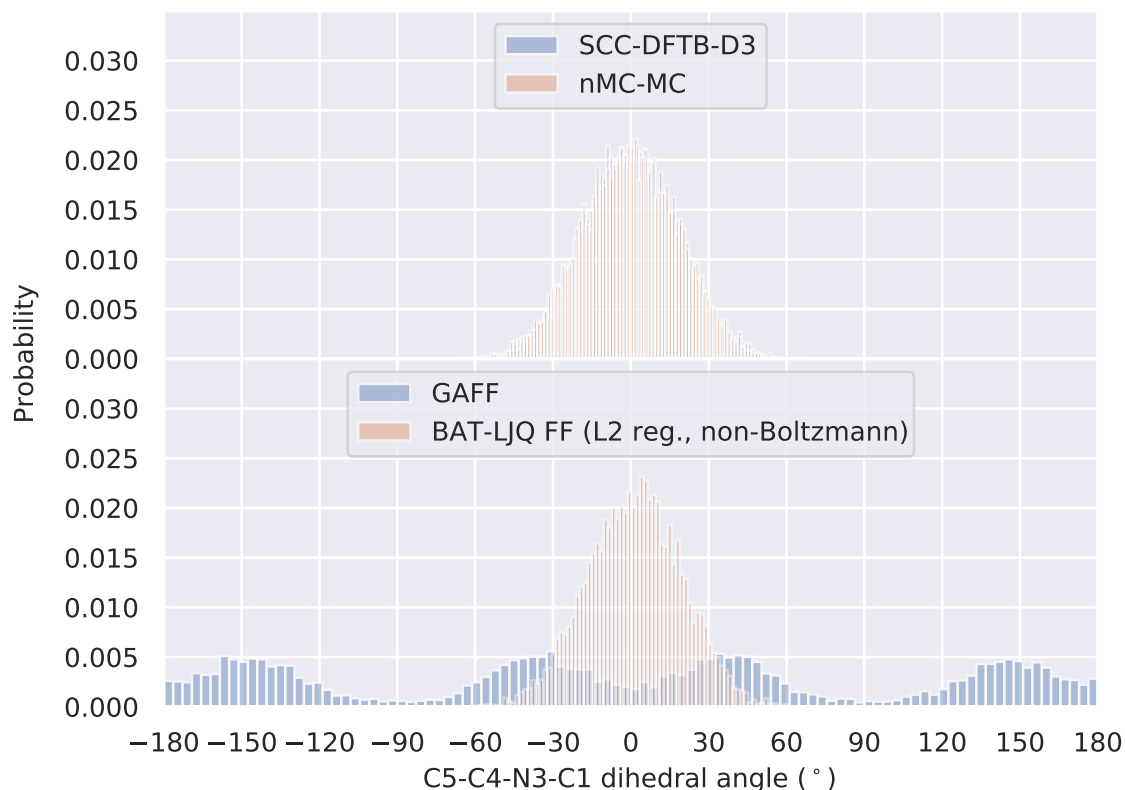 SCC-DFTB-D3
nMC-MC
0.030
0.025
0.020
0.015
0.010
0.005
0.000
Probability
GAFF
BAT-LJQ FF (L2 reg., non-Boltzmann)
0.030
0.025
0.020
0.015
0.010
0.005
0.000
−180 −150 −120 −90 −60 −30 0 30 60 90 120 150 180
C5-C4-N3-C1 dihedral angle (°)